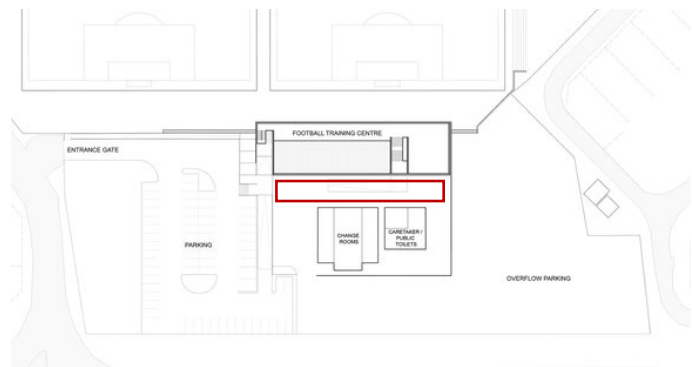 FOOTBALL TRAINING CENTRE
ENTRANCE GATE
PARKING
CHANGE
ROOMS
CARETAKER /
PUBLIC
TOILETS
OVERFLOW PARKING